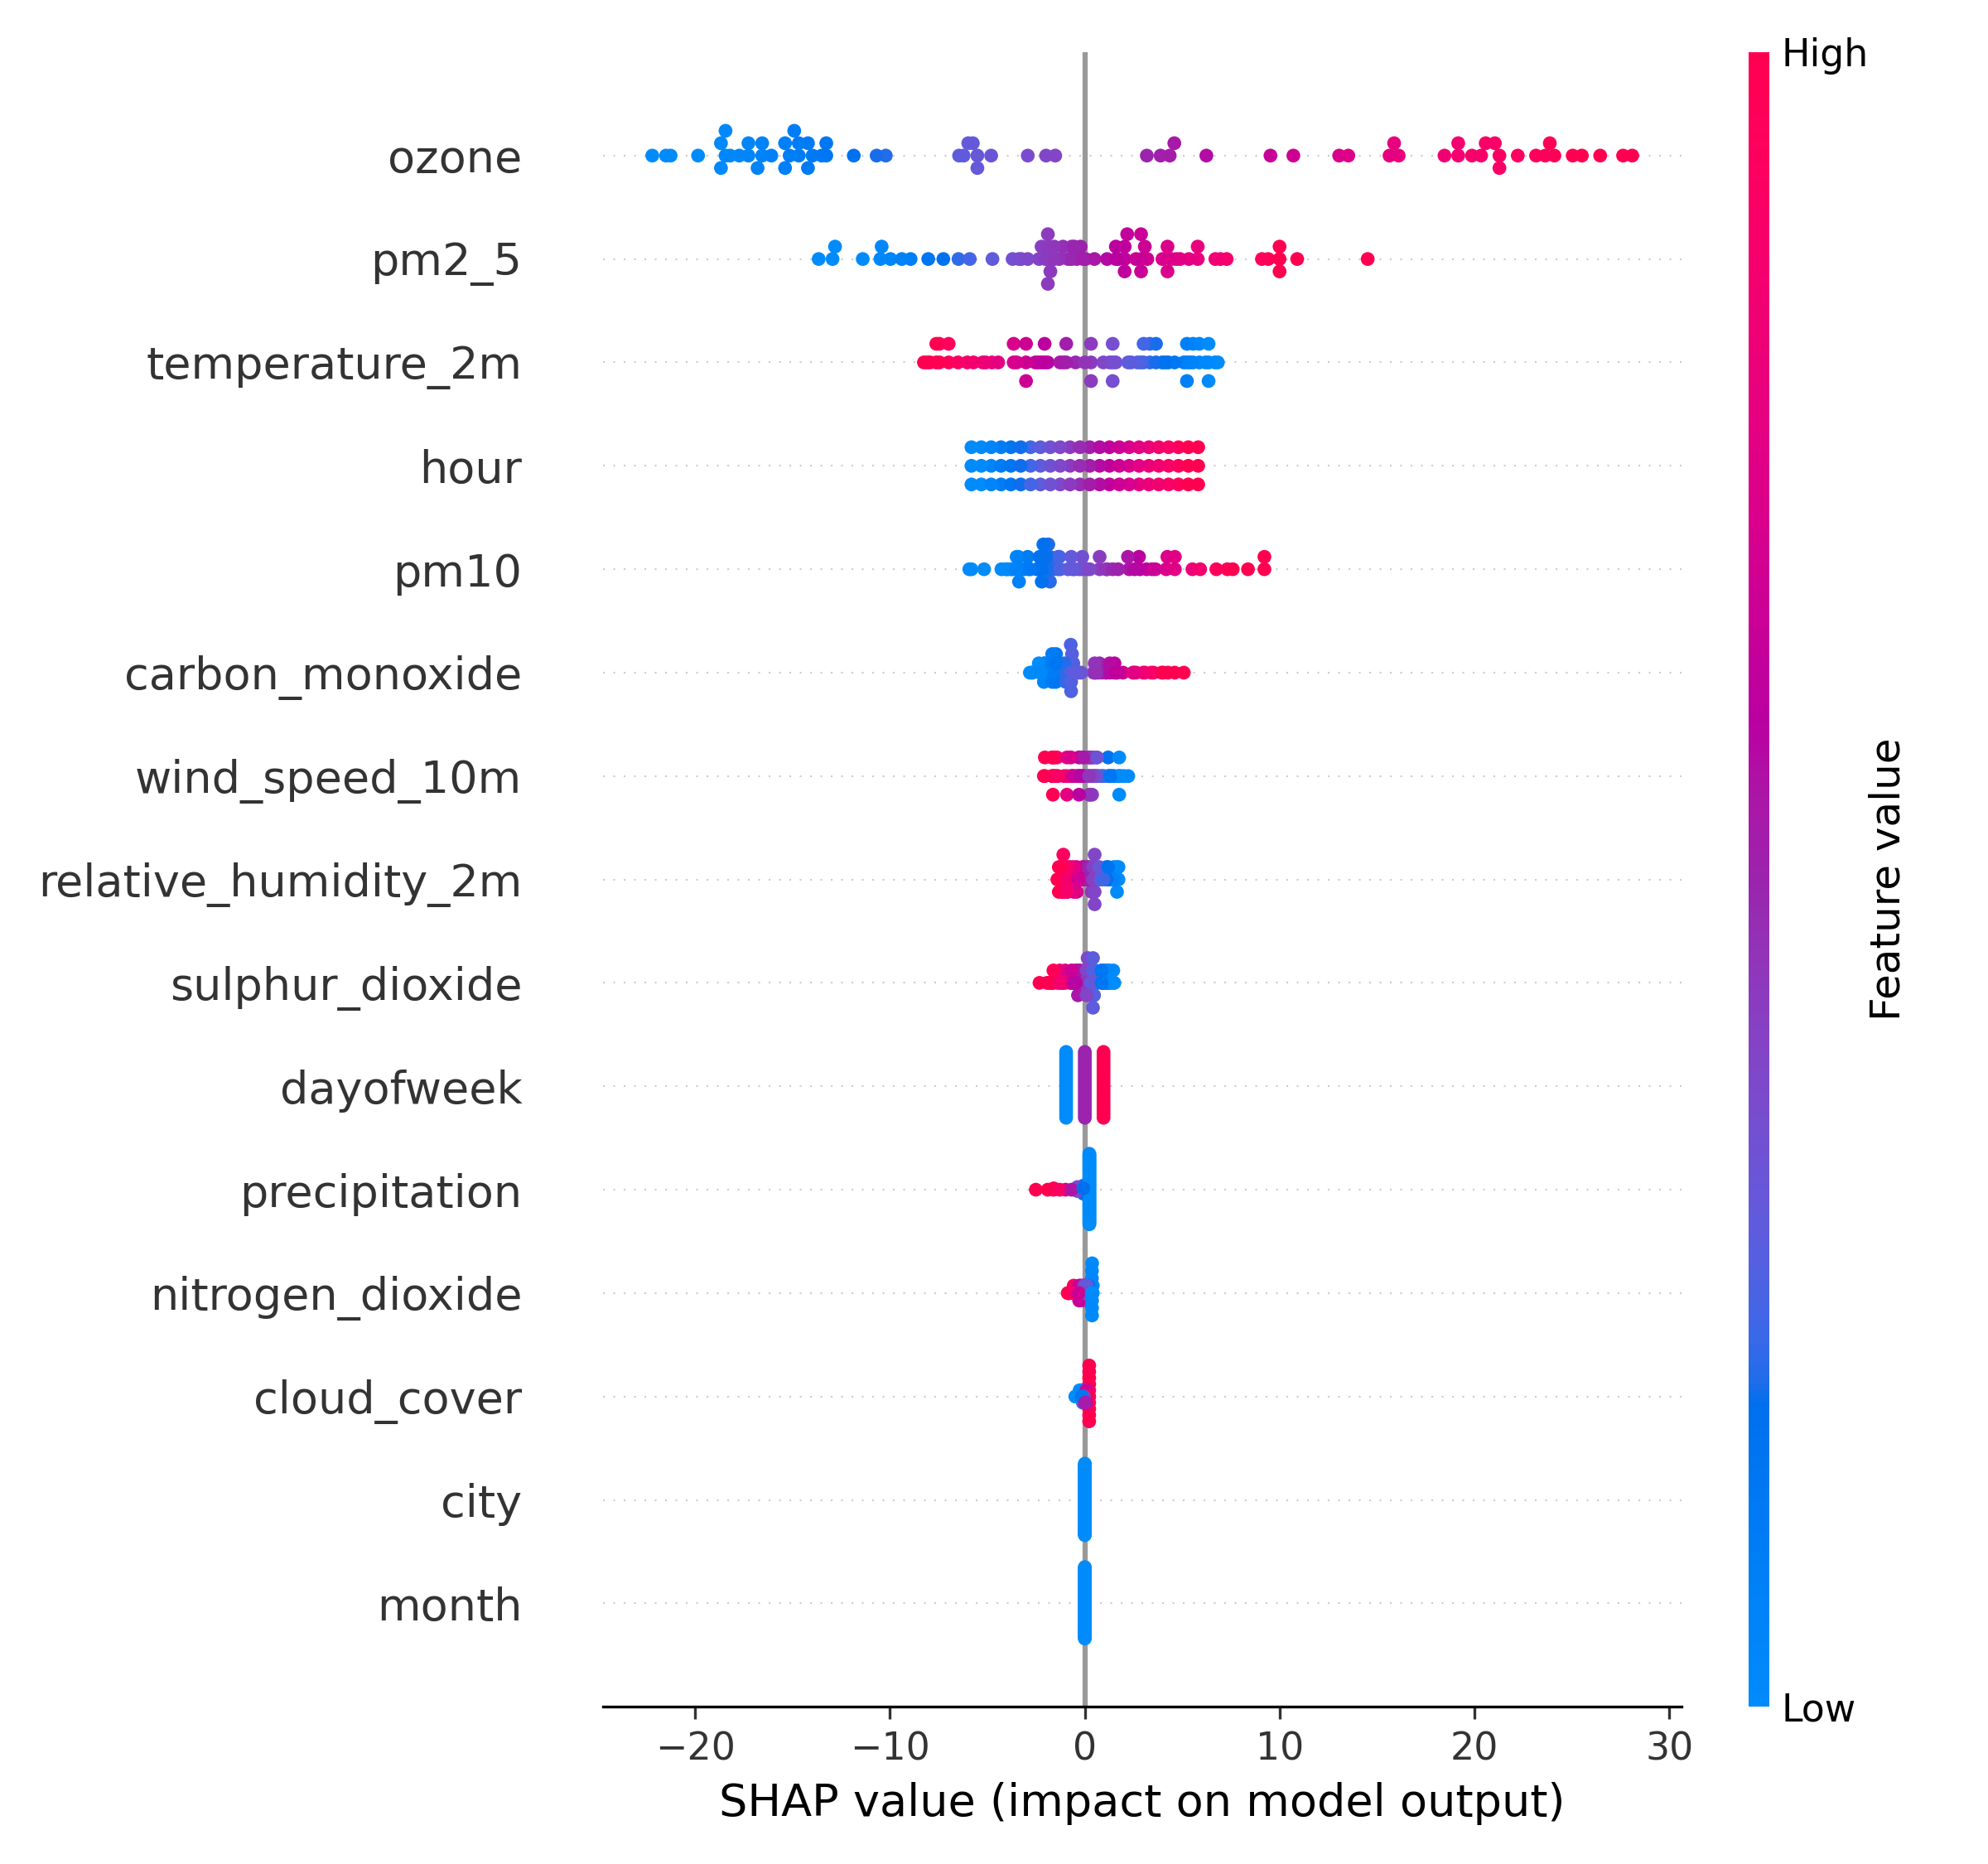 High
ozone
pm2_5
temperature_2m
hour
pm10
carbon_monoxide
wind_speed_10m
relative_humidity_2m
sulphur_dioxide
dayofweek
precipitation
nitrogen_dioxide
cloud_cover
city
month
Feature value
Low
−20 −10 0 10 20 30
SHAP value (impact on model output)